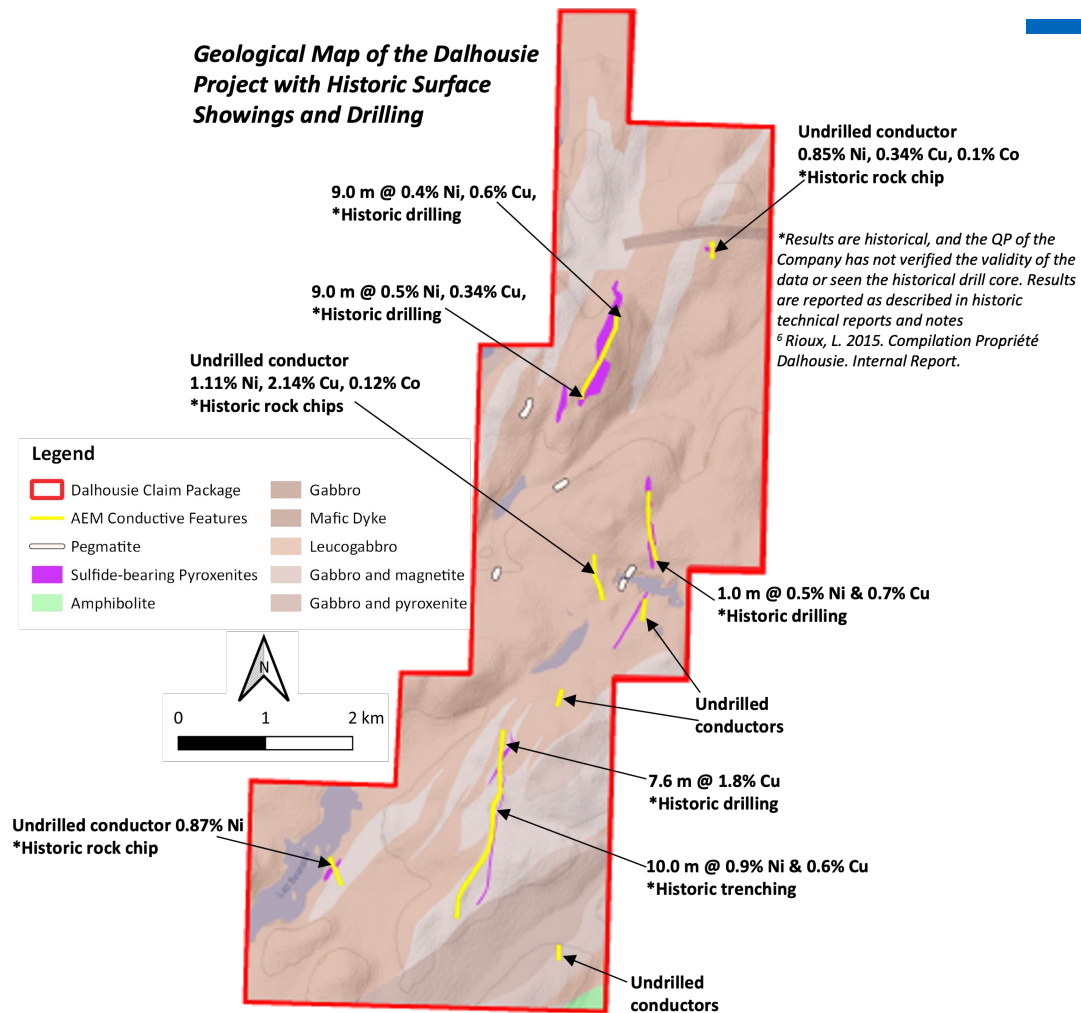 Geological Map of the Dalhousie
Project with Historic Surface
Showings and Drilling
Undrilled conductor
0.85% Ni, 0.34% Cu, 0.1% Co
*Historic rock chip
9.0 m @ 0.4% Ni, 0.6% Cu,
*Historic drilling
*Results are historical, and the QP of the
Company has not verified the validity of the
data or seen the historical drill core. Results
are reported as described in historic
technical reports and notes
6 Rioux, L. 2015. Compilation Propriété
Dalhousie. Internal Report.
9.0 m @ 0.5% Ni, 0.34% Cu,
*Historic drilling
Undrilled conductor
1.11% Ni, 2.14% Cu, 0.12% Co
*Historic rock chips
Legend
Dalhousie Claim Package
AEM Conductive Features
Pegmatite
Sulfide-bearing Pyroxenites
Amphibolite
Gabbro
Mafic Dyke
Leucogabbro
Gabbro and magnetite
Gabbro and pyroxenite
1.0 m @ 0.5% Ni & 0.7% Cu
*Historic drilling
N
0 1 2 km
Undrilled
conductors
7.6 m @ 1.8% Cu
*Historic drilling
Undrilled conductor 0.87% Ni
*Historic rock chip
10.0 m @ 0.9% Ni & 0.6% Cu
*Historic trenching
Undrilled
conductors